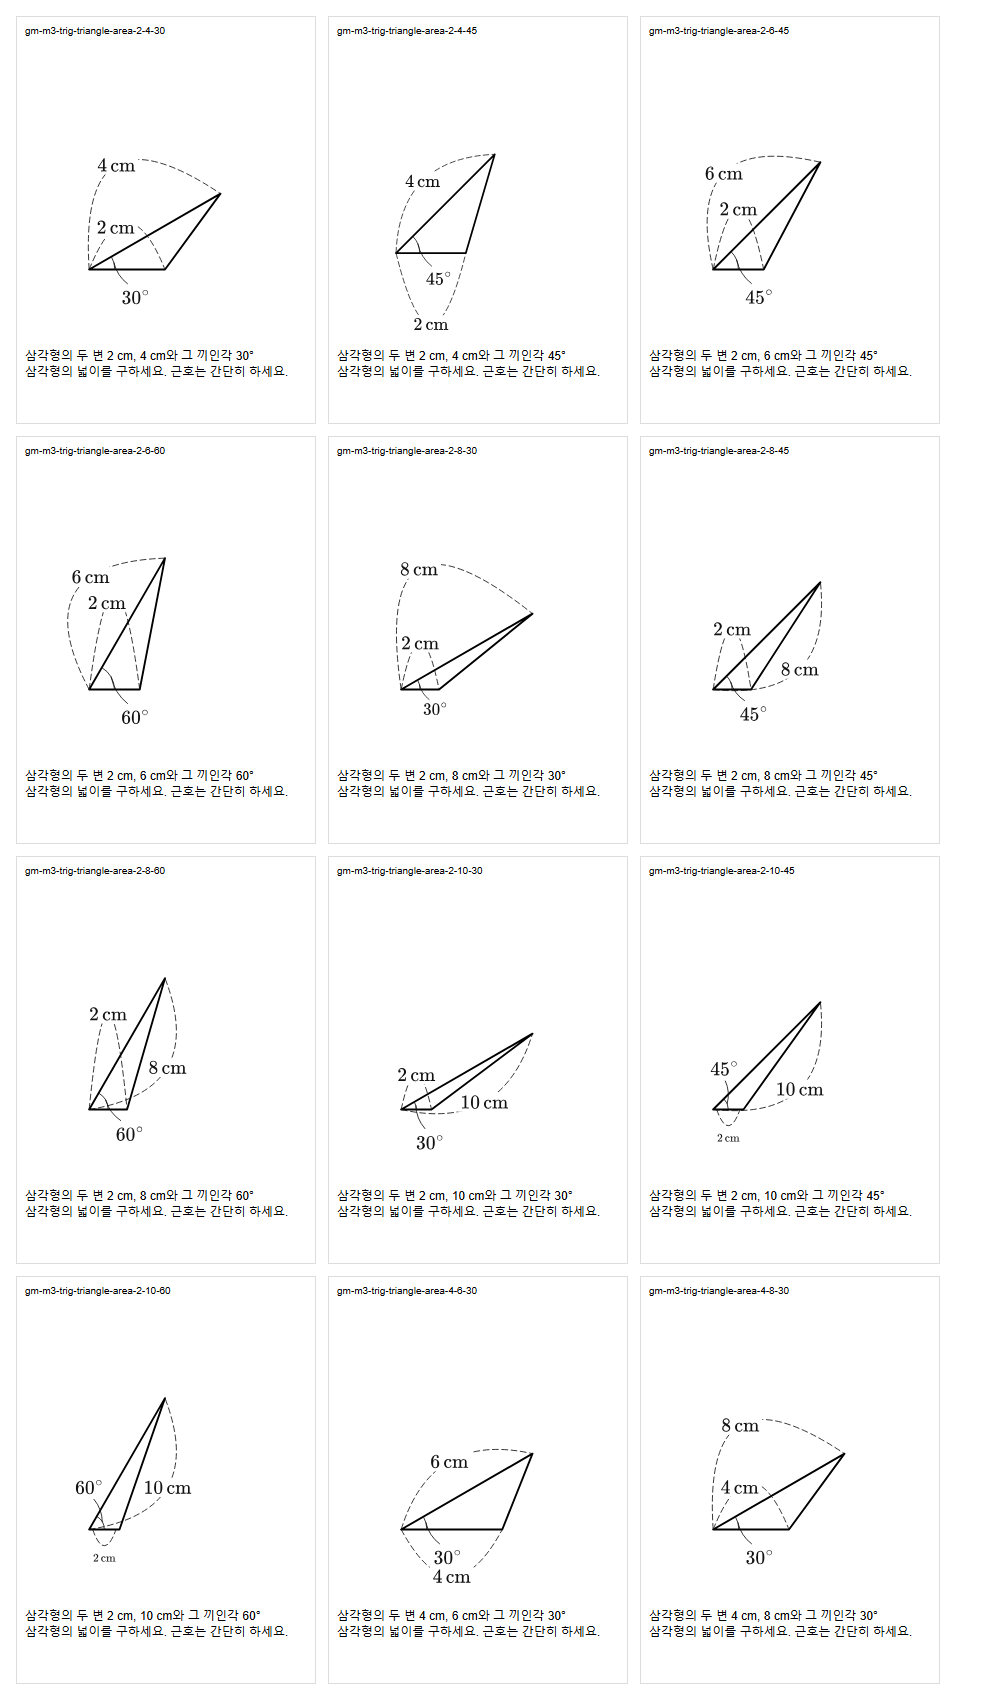 gm-m3-trig-triangle-area-2-4-30
4 cm
2 cm
30°
삼각형의 두 변 2 cm, 4 cm와 그 끼인각 30°
삼각형의 넓이를 구하세요. 근호는 간단히 하세요.
gm-m3-trig-triangle-area-2-4-45
4 cm
45°
2 cm
삼각형의 두 변 2 cm, 4 cm와 그 끼인각 45°
삼각형의 넓이를 구하세요. 근호는 간단히 하세요.
gm-m3-trig-triangle-area-2-6-45
6 cm
2 cm
45°
삼각형의 두 변 2 cm, 6 cm와 그 끼인각 45°
삼각형의 넓이를 구하세요. 근호는 간단히 하세요.
gm-m3-trig-triangle-area-2-6-60
6 cm
2 cm
60°
삼각형의 두 변 2 cm, 6 cm와 그 끼인각 60°
삼각형의 넓이를 구하세요. 근호는 간단히 하세요.
gm-m3-trig-triangle-area-2-8-30
8 cm
2 cm
30°
삼각형의 두 변 2 cm, 8 cm와 그 끼인각 30°
삼각형의 넓이를 구하세요. 근호는 간단히 하세요.
gm-m3-trig-triangle-area-2-8-45
2 cm
8 cm
45°
삼각형의 두 변 2 cm, 8 cm와 그 끼인각 45°
삼각형의 넓이를 구하세요. 근호는 간단히 하세요.
gm-m3-trig-triangle-area-2-8-60
2 cm
8 cm
60°
삼각형의 두 변 2 cm, 8 cm와 그 끼인각 60°
삼각형의 넓이를 구하세요. 근호는 간단히 하세요.
gm-m3-trig-triangle-area-2-10-30
2 cm
10 cm
30°
삼각형의 두 변 2 cm, 10 cm와 그 끼인각 30°
삼각형의 넓이를 구하세요. 근호는 간단히 하세요.
gm-m3-trig-triangle-area-2-10-45
45°
10 cm
2 cm
삼각형의 두 변 2 cm, 10 cm와 그 끼인각 45°
삼각형의 넓이를 구하세요. 근호는 간단히 하세요.
gm-m3-trig-triangle-area-2-10-60
60°
10 cm
2 cm
삼각형의 두 변 2 cm, 10 cm와 그 끼인각 60°
삼각형의 넓이를 구하세요. 근호는 간단히 하세요.
gm-m3-trig-triangle-area-4-6-30
6 cm
30°
4 cm
삼각형의 두 변 4 cm, 6 cm와 그 끼인각 30°
삼각형의 넓이를 구하세요. 근호는 간단히 하세요.
gm-m3-trig-triangle-area-4-8-30
8 cm
4 cm
30°
삼각형의 두 변 4 cm, 8 cm와 그 끼인각 30°
삼각형의 넓이를 구하세요. 근호는 간단히 하세요.